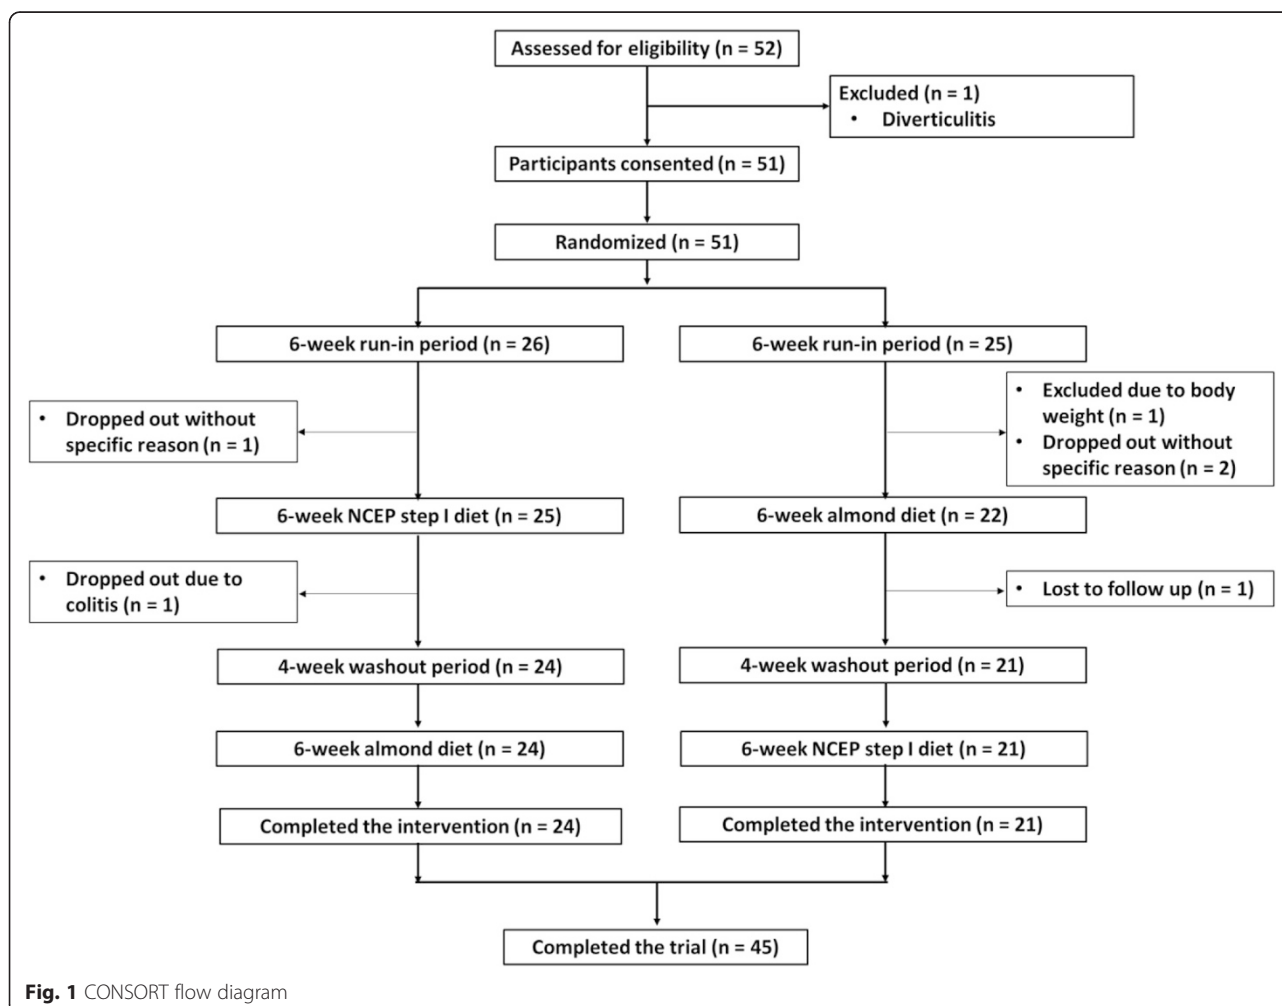 Assessed for eligibility (n = 52)
Excluded (n = 1)
• Diverticulitis
Participants consented (n = 51)
Randomized (n = 51)
6-week run-in period (n = 26)
6-week run-in period (n = 25)
• Dropped out without
specific reason (n = 1)
• Excluded due to body
weight (n = 1)
• Dropped out without
specific reason (n = 2)
6-week NCEP step I diet (n = 25)
6-week almond diet (n = 22)
• Dropped out due to
colitis (n = 1)
• Lost to follow up (n = 1)
4-week washout period (n = 24)
4-week washout period (n = 21)
6-week almond diet (n = 24)
6-week NCEP step I diet (n = 21)
Completed the intervention (n = 24)
Completed the intervention (n = 21)
Completed the trial (n = 45)
Fig. 1 CONSORT flow diagram